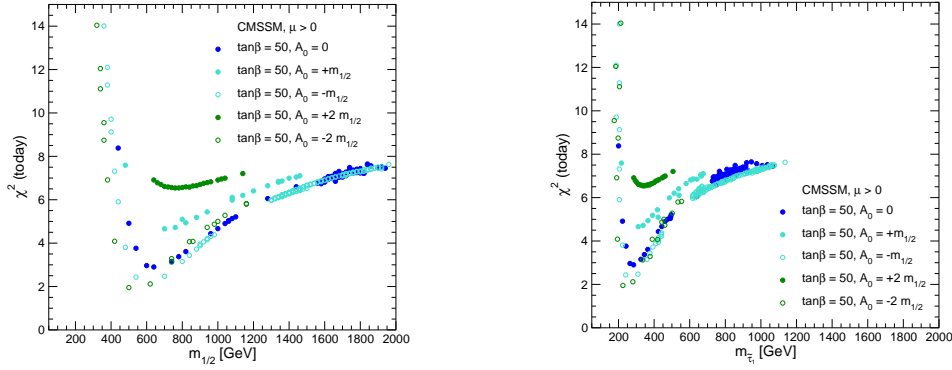 14
12
10
8
6
4
2
0
χ² (today)
CMSSM, μ > 0
tanβ = 50, A₀ = 0
tanβ = 50, A₀ = +m₁/₂
tanβ = 50, A₀ = -m₁/₂
tanβ = 50, A₀ = +2 m₁/₂
tanβ = 50, A₀ = -2 m₁/₂
200 400 600 800 1000 1200 1400 1600 1800 2000
m₁/₂ [GeV]
14
12
10
8
6
4
2
0
χ² (today)
CMSSM, μ > 0
tanβ = 50, A₀ = 0
tanβ = 50, A₀ = +m₁/₂
tanβ = 50, A₀ = -m₁/₂
tanβ = 50, A₀ = +2 m₁/₂
tanβ = 50, A₀ = -2 m₁/₂
200 400 600 800 1000 1200 1400 1600 1800 2000
m_τ̃₁ [GeV]